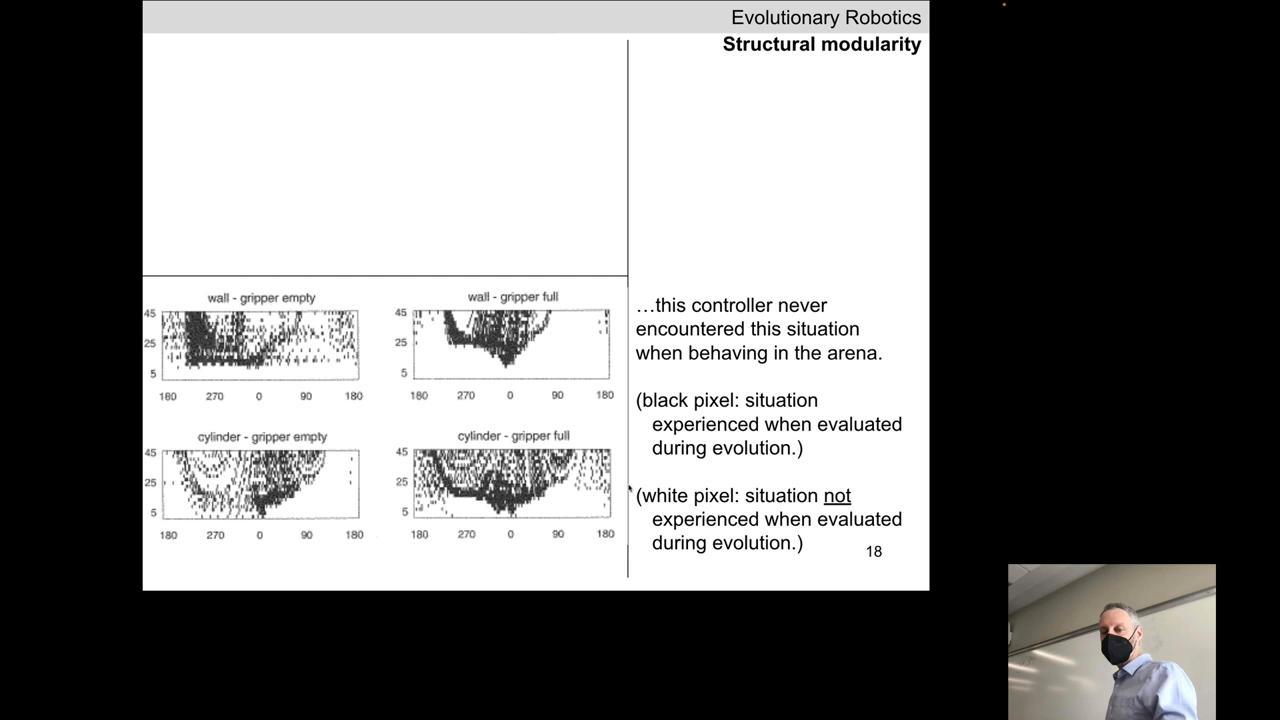 Evolutionary Robotics
Structural modularity
wall - gripper empty
45
25
5
180 270 0 90 180
wall - gripper full
45
25
5
180 270 0 90 180
cylinder - gripper empty
45
25
5
180 270 0 90 180
cylinder - gripper full
45
25
5
180 270 0 90 180
…this controller never
encountered this situation
when behaving in the arena.
(black pixel: situation
experienced when evaluated
during evolution.)
(white pixel: situation not
experienced when evaluated
during evolution.)
18